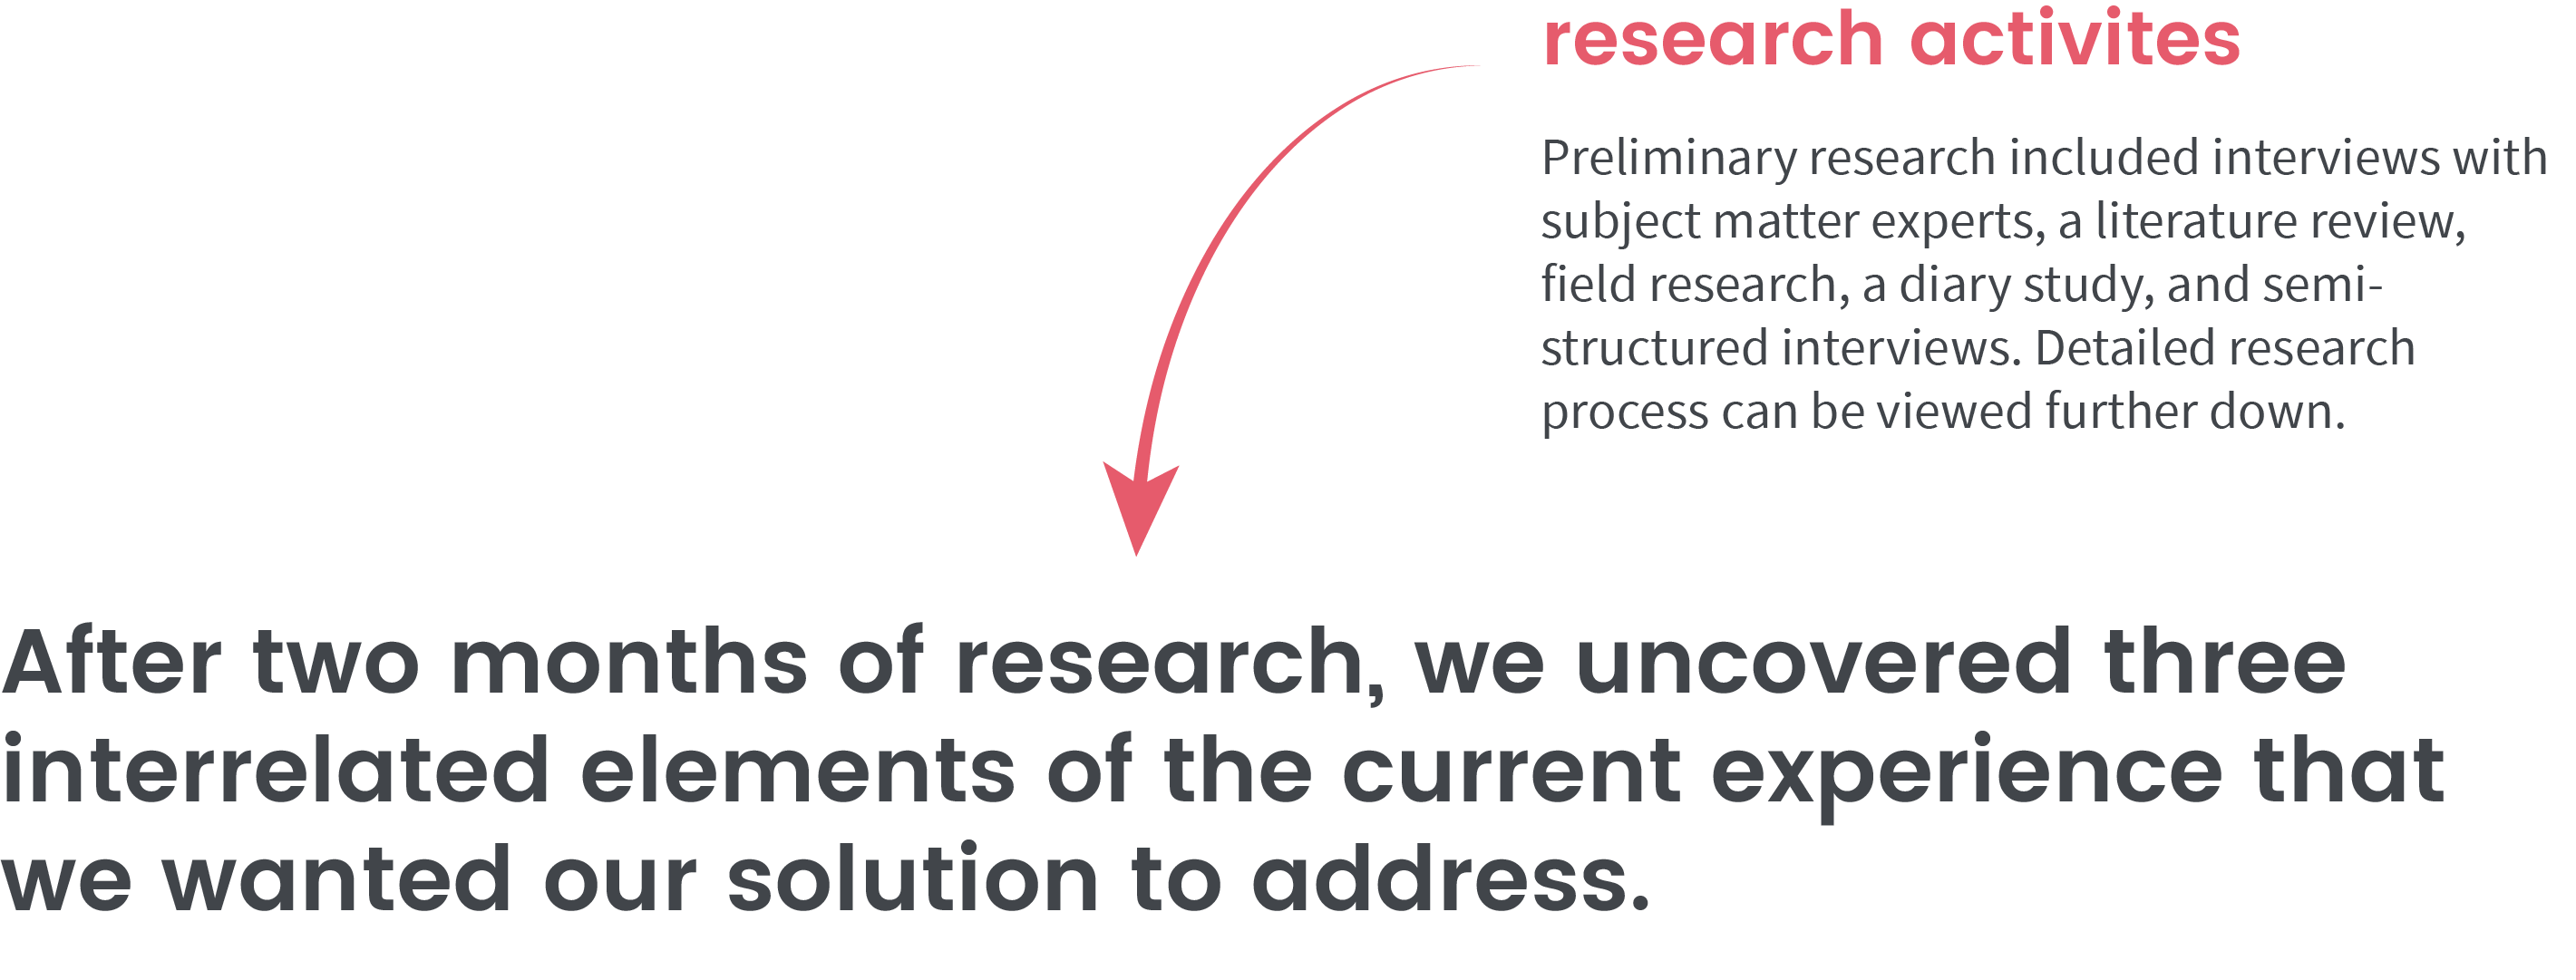 research activites
Preliminary research included interviews with
subject matter experts, a literature review,
field research, a diary study, and semi-
structured interviews. Detailed research
process can be viewed further down.
After two months of research, we uncovered three
interrelated elements of the current experience that
we wanted our solution to address.